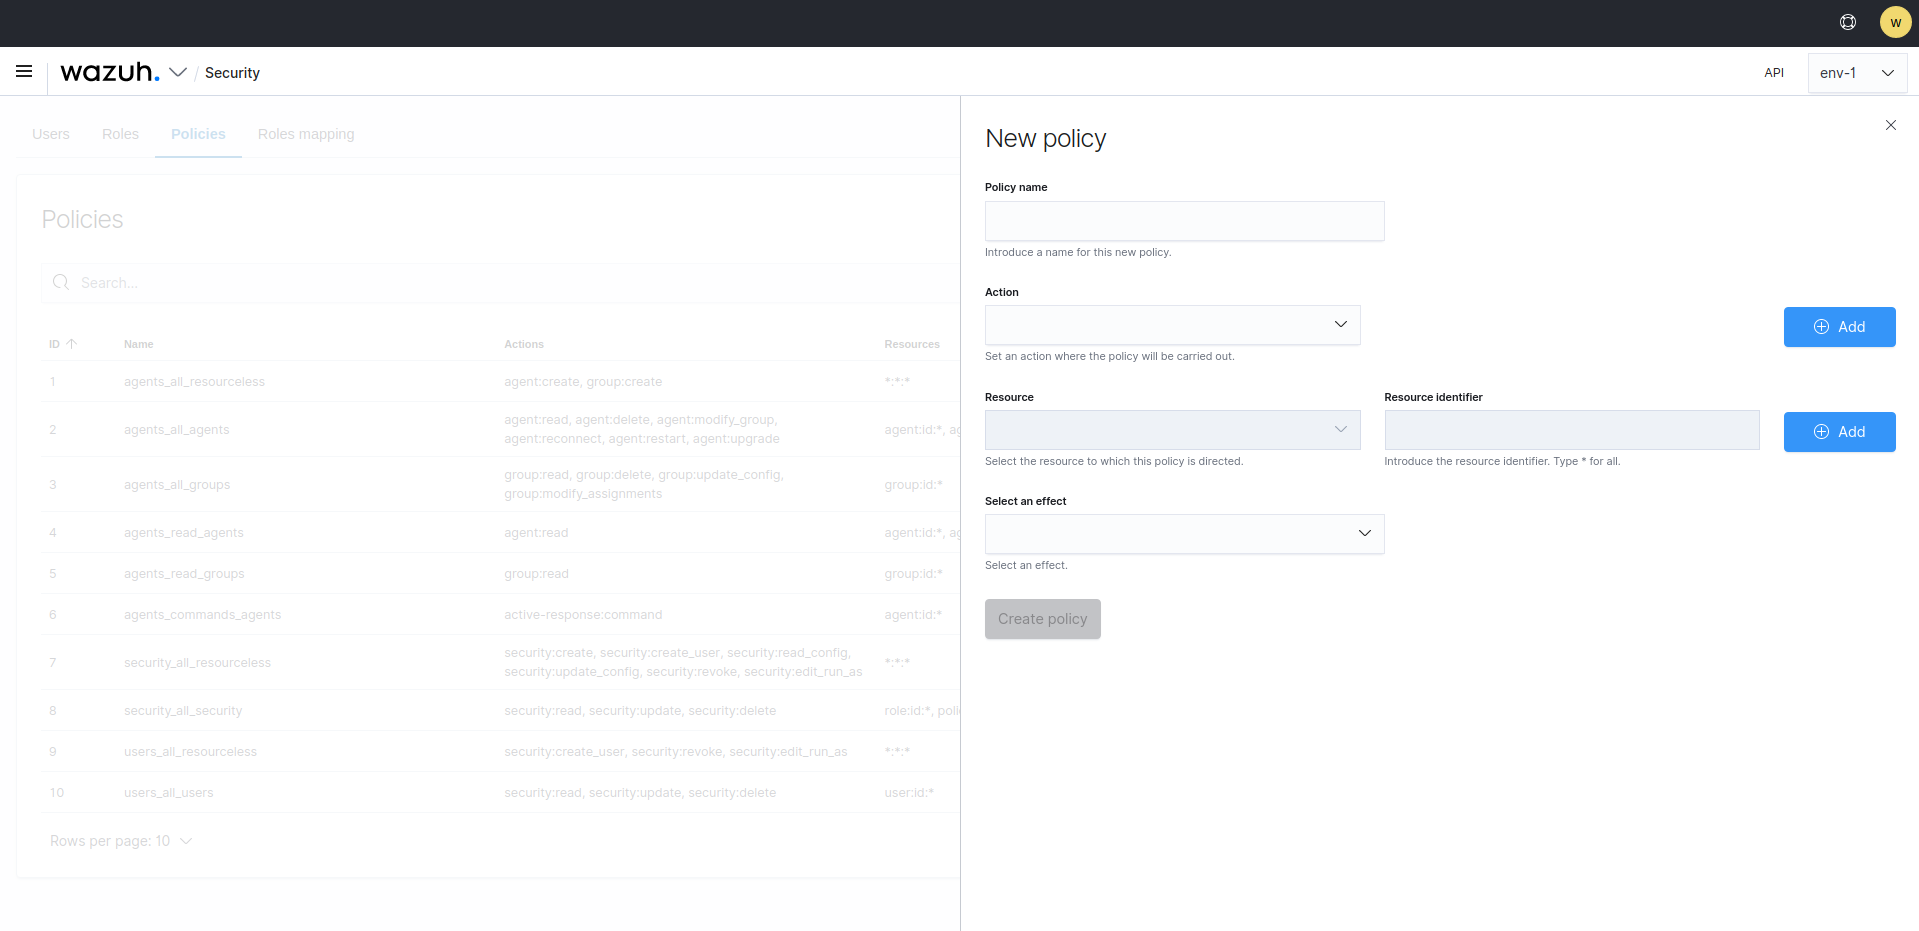 W
wazuh.
/ Security
API
env-1
Users
Roles
Policies
Roles mapping
Policies
Search...
ID
Name
Actions
Resources
1
agents_all_resourceless
agent:create, group:create
*:*:*
2
agents_all_agents
agent:read, agent:delete, agent:modify_group,
agent:reconnect, agent:restart, agent:upgrade
agent:id:*, ag
3
agents_all_groups
group:read, group:delete, group:update_config,
group:modify_assignments
group:id:*
4
agents_read_agents
agent:read
agent:id:*, ag
5
agents_read_groups
group:read
group:id:*
6
agents_commands_agents
active-response:command
agent:id:*
7
security_all_resourceless
security:create, security:create_user, security:read_config,
security:update_config, security:revoke, security:edit_run_as
*:*:*
8
security_all_security
security:read, security:update, security:delete
role:id:*, poli
9
users_all_resourceless
security:create_user, security:revoke, security:edit_run_as
*:*:*
10
users_all_users
security:read, security:update, security:delete
user:id:*
Rows per page: 10
New policy
Policy name
Introduce a name for this new policy.
Action
Set an action where the policy will be carried out.
Add
Resource
Select the resource to which this policy is directed.
Resource identifier
Introduce the resource identifier. Type * for all.
Add
Select an effect
Select an effect.
Create policy